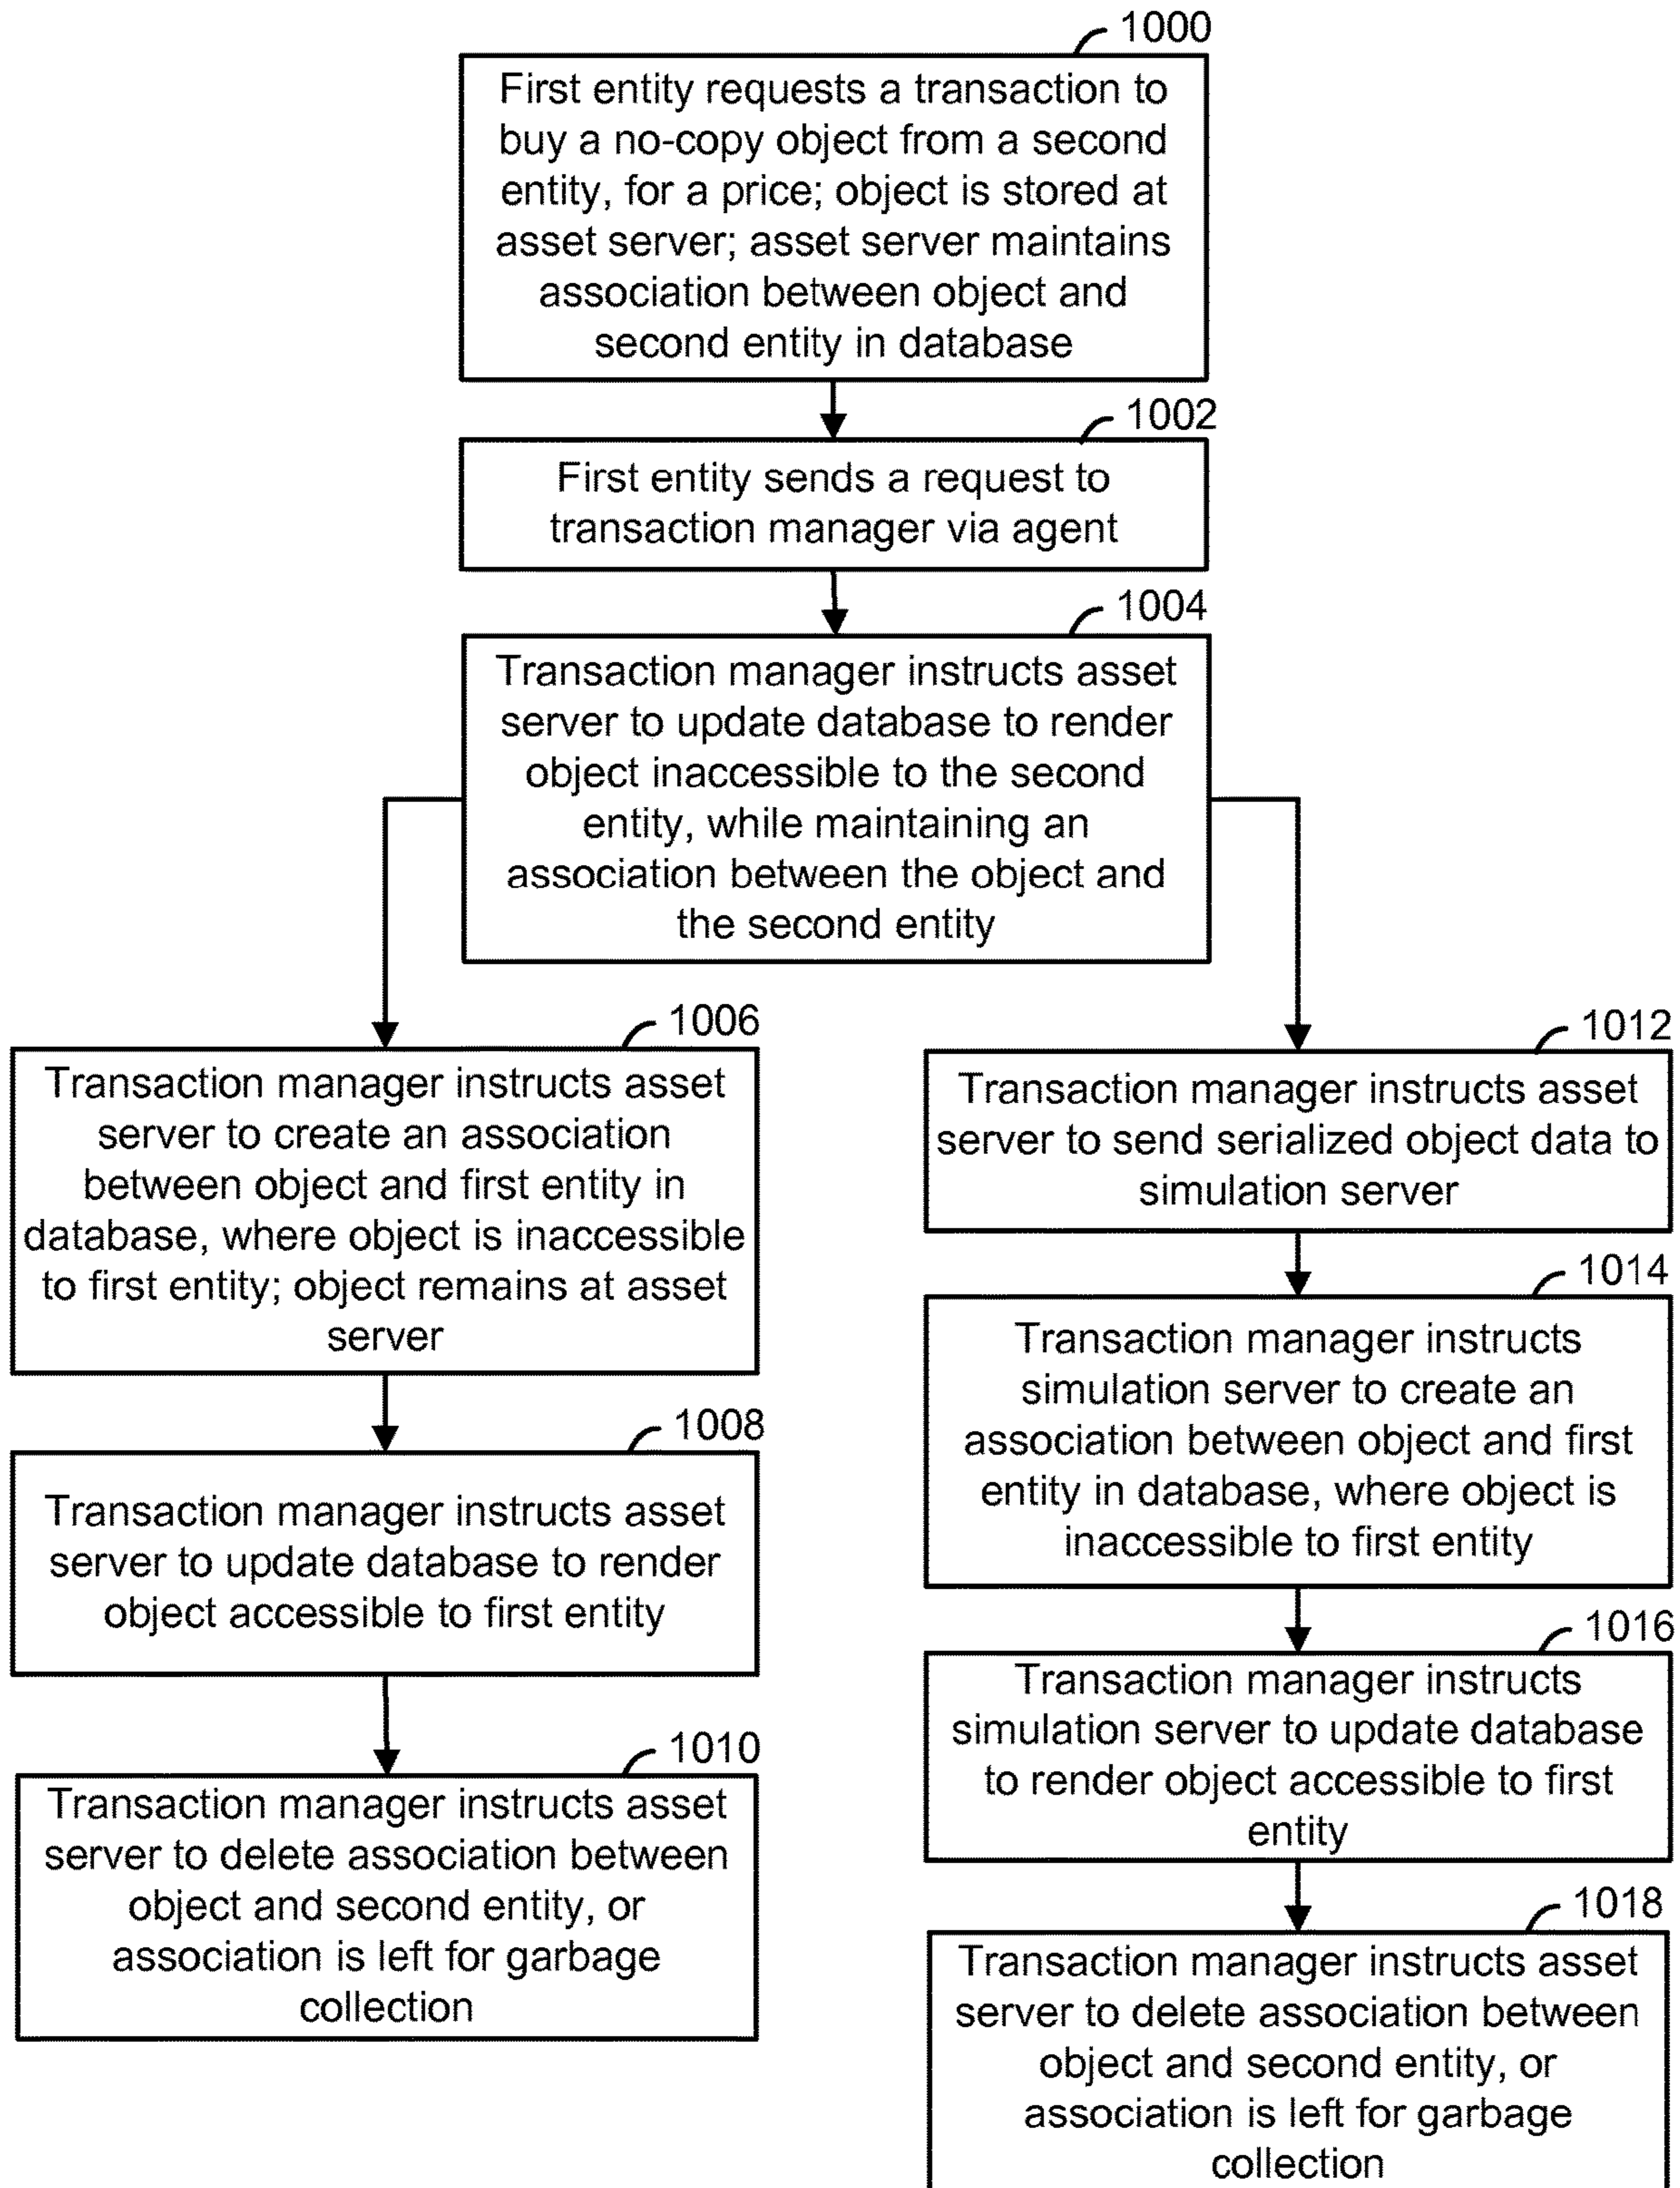 1000
First entity requests a transaction to
buy a no-copy object from a second
entity, for a price; object is stored at
asset server; asset server maintains
association between object and
second entity in database
1002
First entity sends a request to
transaction manager via agent
1004
Transaction manager instructs asset
server to update database to render
object inaccessible to the second
entity, while maintaining an
association between the object and
the second entity
1006
Transaction manager instructs asset
server to create an association
between object and first entity in
database, where object is inaccessible
to first entity; object remains at asset
server
1008
Transaction manager instructs asset
server to update database to render
object accessible to first entity
1010
Transaction manager instructs asset
server to delete association between
object and second entity, or
association is left for garbage
collection
1012
Transaction manager instructs asset
server to send serialized object data to
simulation server
1014
Transaction manager instructs
simulation server to create an
association between object and first
entity in database, where object is
inaccessible to first entity
1016
Transaction manager instructs
simulation server to update database
to render object accessible to first
entity
1018
Transaction manager instructs asset
server to delete association between
object and second entity, or
association is left for garbage
collection